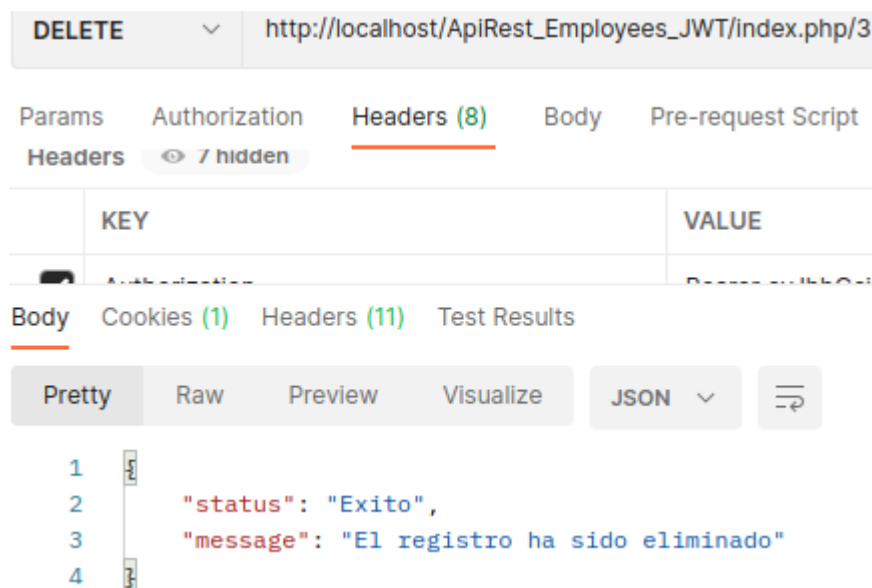 DELETE http://localhost/ApiRest_Employees_JWT/index.php/3
Params Authorization Headers (8) Body Pre-request Script
Headers 7 hidden
KEY VALUE
Authorization
Body Cookies (1) Headers (11) Test Results
Pretty Raw Preview Visualize JSON
1 {
2 "status": "Exito",
3 "message": "El registro ha sido eliminado"
4 }